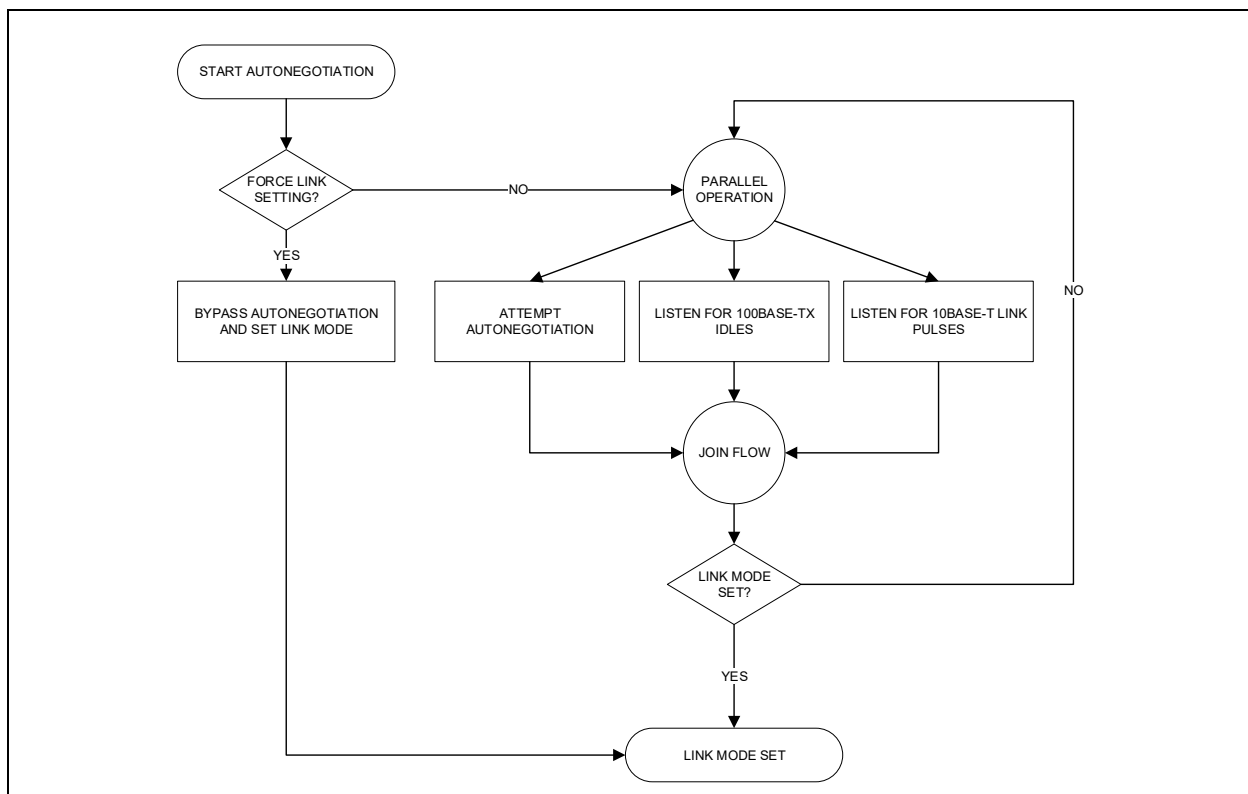 START AUTONEGOTIATION
FORCE LINK
SETTING?
NO
PARALLEL
OPERATION
YES
NO
BYPASS AUTONEGOTIATION
AND SET LINK MODE
ATTEMPT
AUTONEGOTIATION
LISTEN FOR 100BASE-TX
IDLES
LISTEN FOR 10BASE-T LINK
PULSES
JOIN FLOW
LINK MODE
SET?
YES
LINK MODE SET